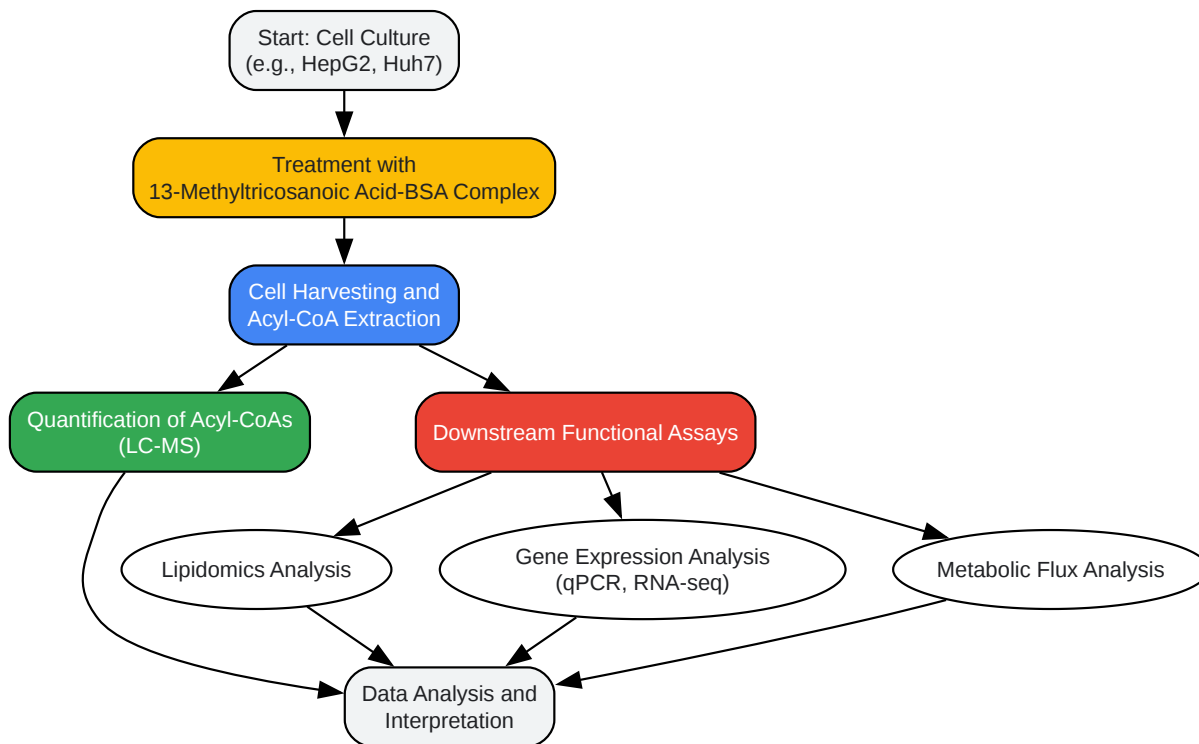 Start: Cell Culture
(e.g., HepG2, Huh7)
Treatment with
13-Methyltricosanoic Acid-BSA Complex
Cell Harvesting and
Acyl-CoA Extraction
Quantification of Acyl-CoAs
(LC-MS)
Downstream Functional Assays
Lipidomics Analysis
Gene Expression Analysis
(qPCR, RNA-seq)
Metabolic Flux Analysis
Data Analysis and
Interpretation